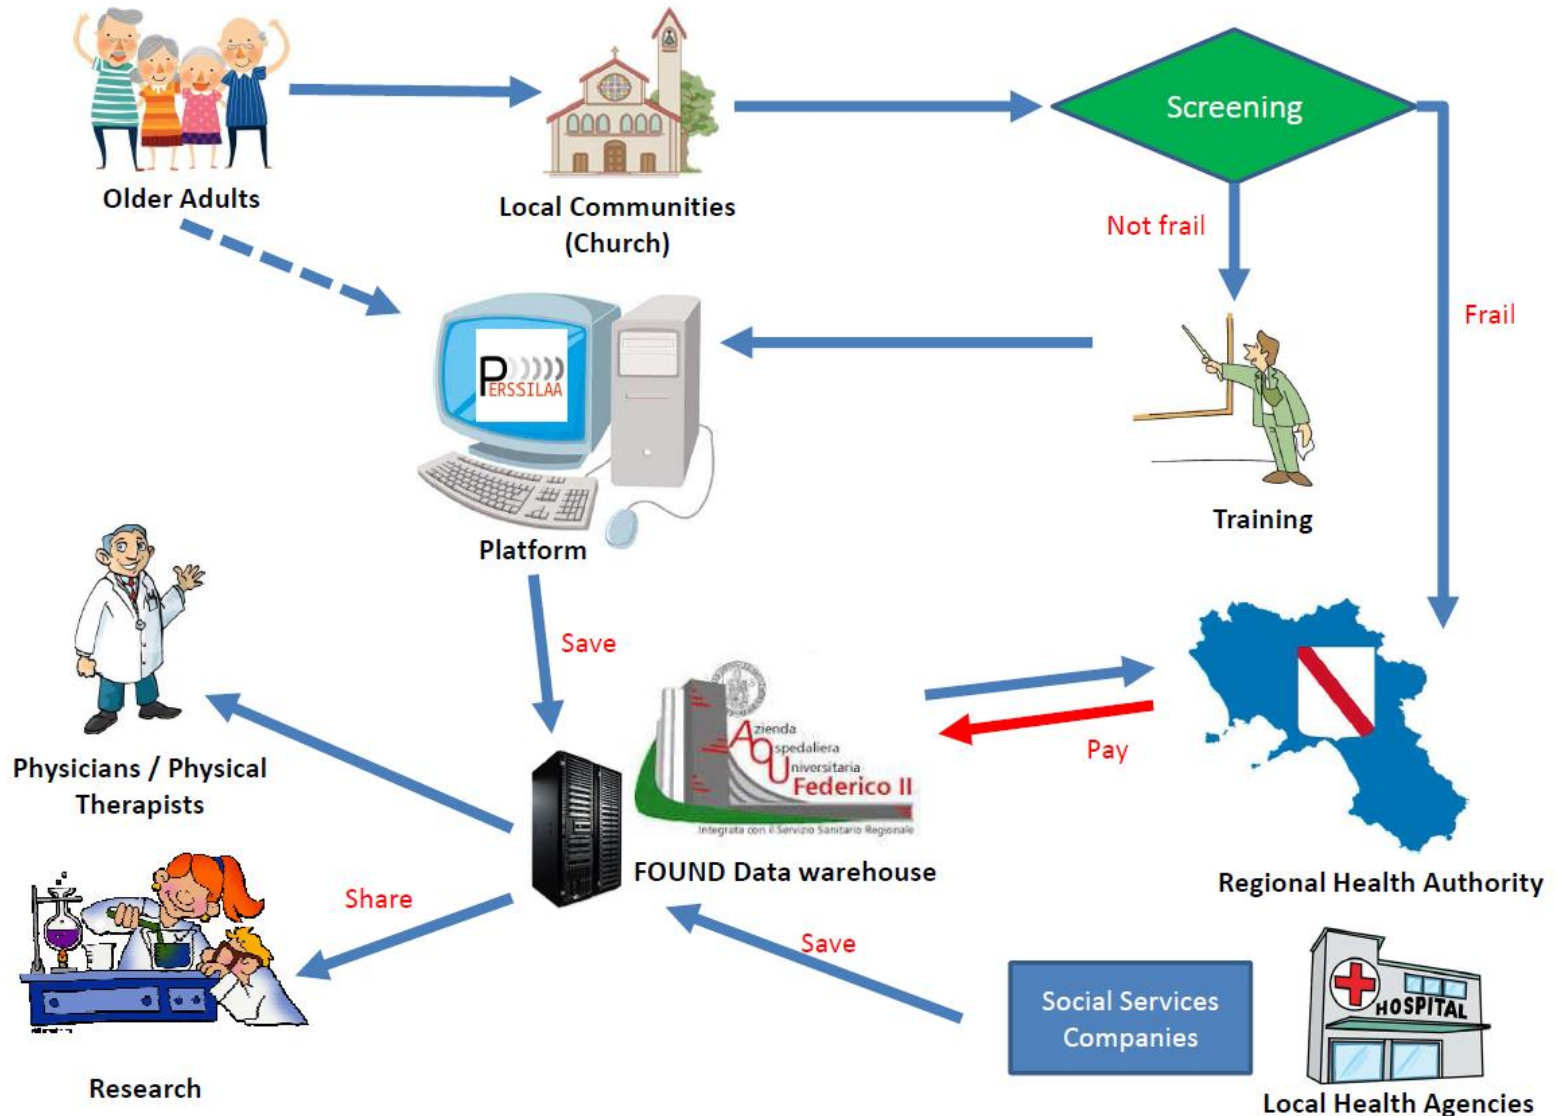 Screening
Older Adults
Local Communities
(Church)
Not frail
Frail
PERSSILAA
Training
Platform
Save
Azienda
Ospedaliera
Universitaria
Federico II
Integrata con il Servizio Sanitario Regionale
Pay
Physicians / Physical
Therapists
FOUND Data warehouse
Regional Health Authority
Share
Save
Social Services
Companies
HOSPITAL
Research
Local Health Agencies